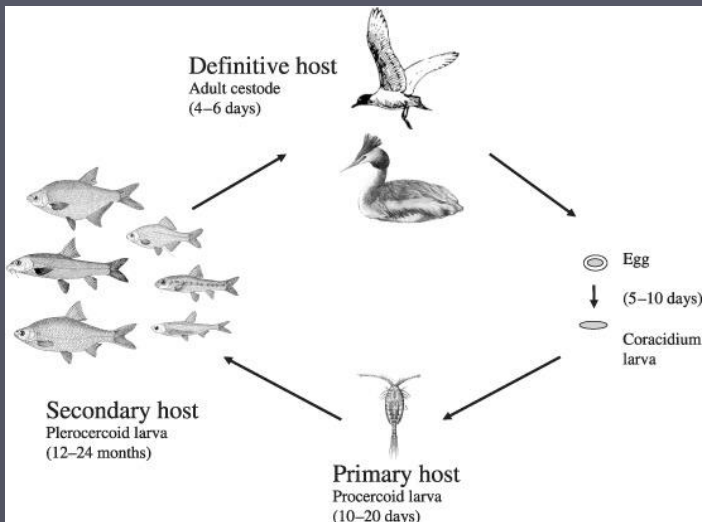 Definitive host
Adult cestode
(4–6 days)
Egg
(5–10 days)
Coracidium
larva
Primary host
Procercoid larva
(10–20 days)
Secondary host
Plerocercoid larva
(12–24 months)